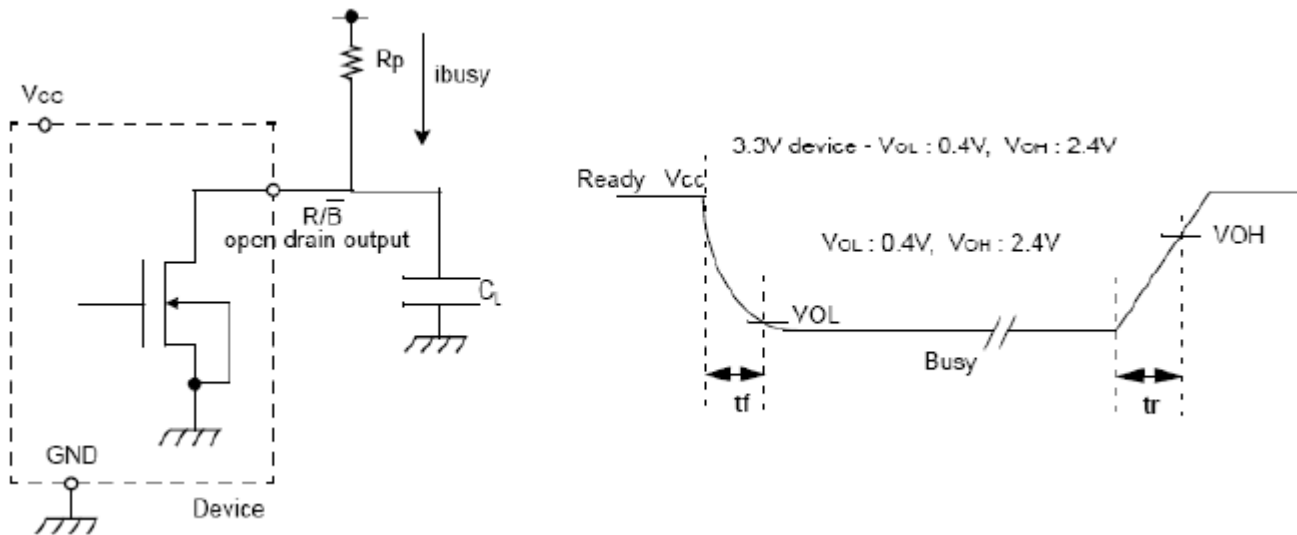 Rp
ibusy
Vcc
R/B̅
open drain output
CL
GND
Device
3.3V device - VOL : 0.4V, VOH : 2.4V
Ready Vcc
VOL : 0.4V, VOH : 2.4V
VOH
VOL
Busy
tf
tr